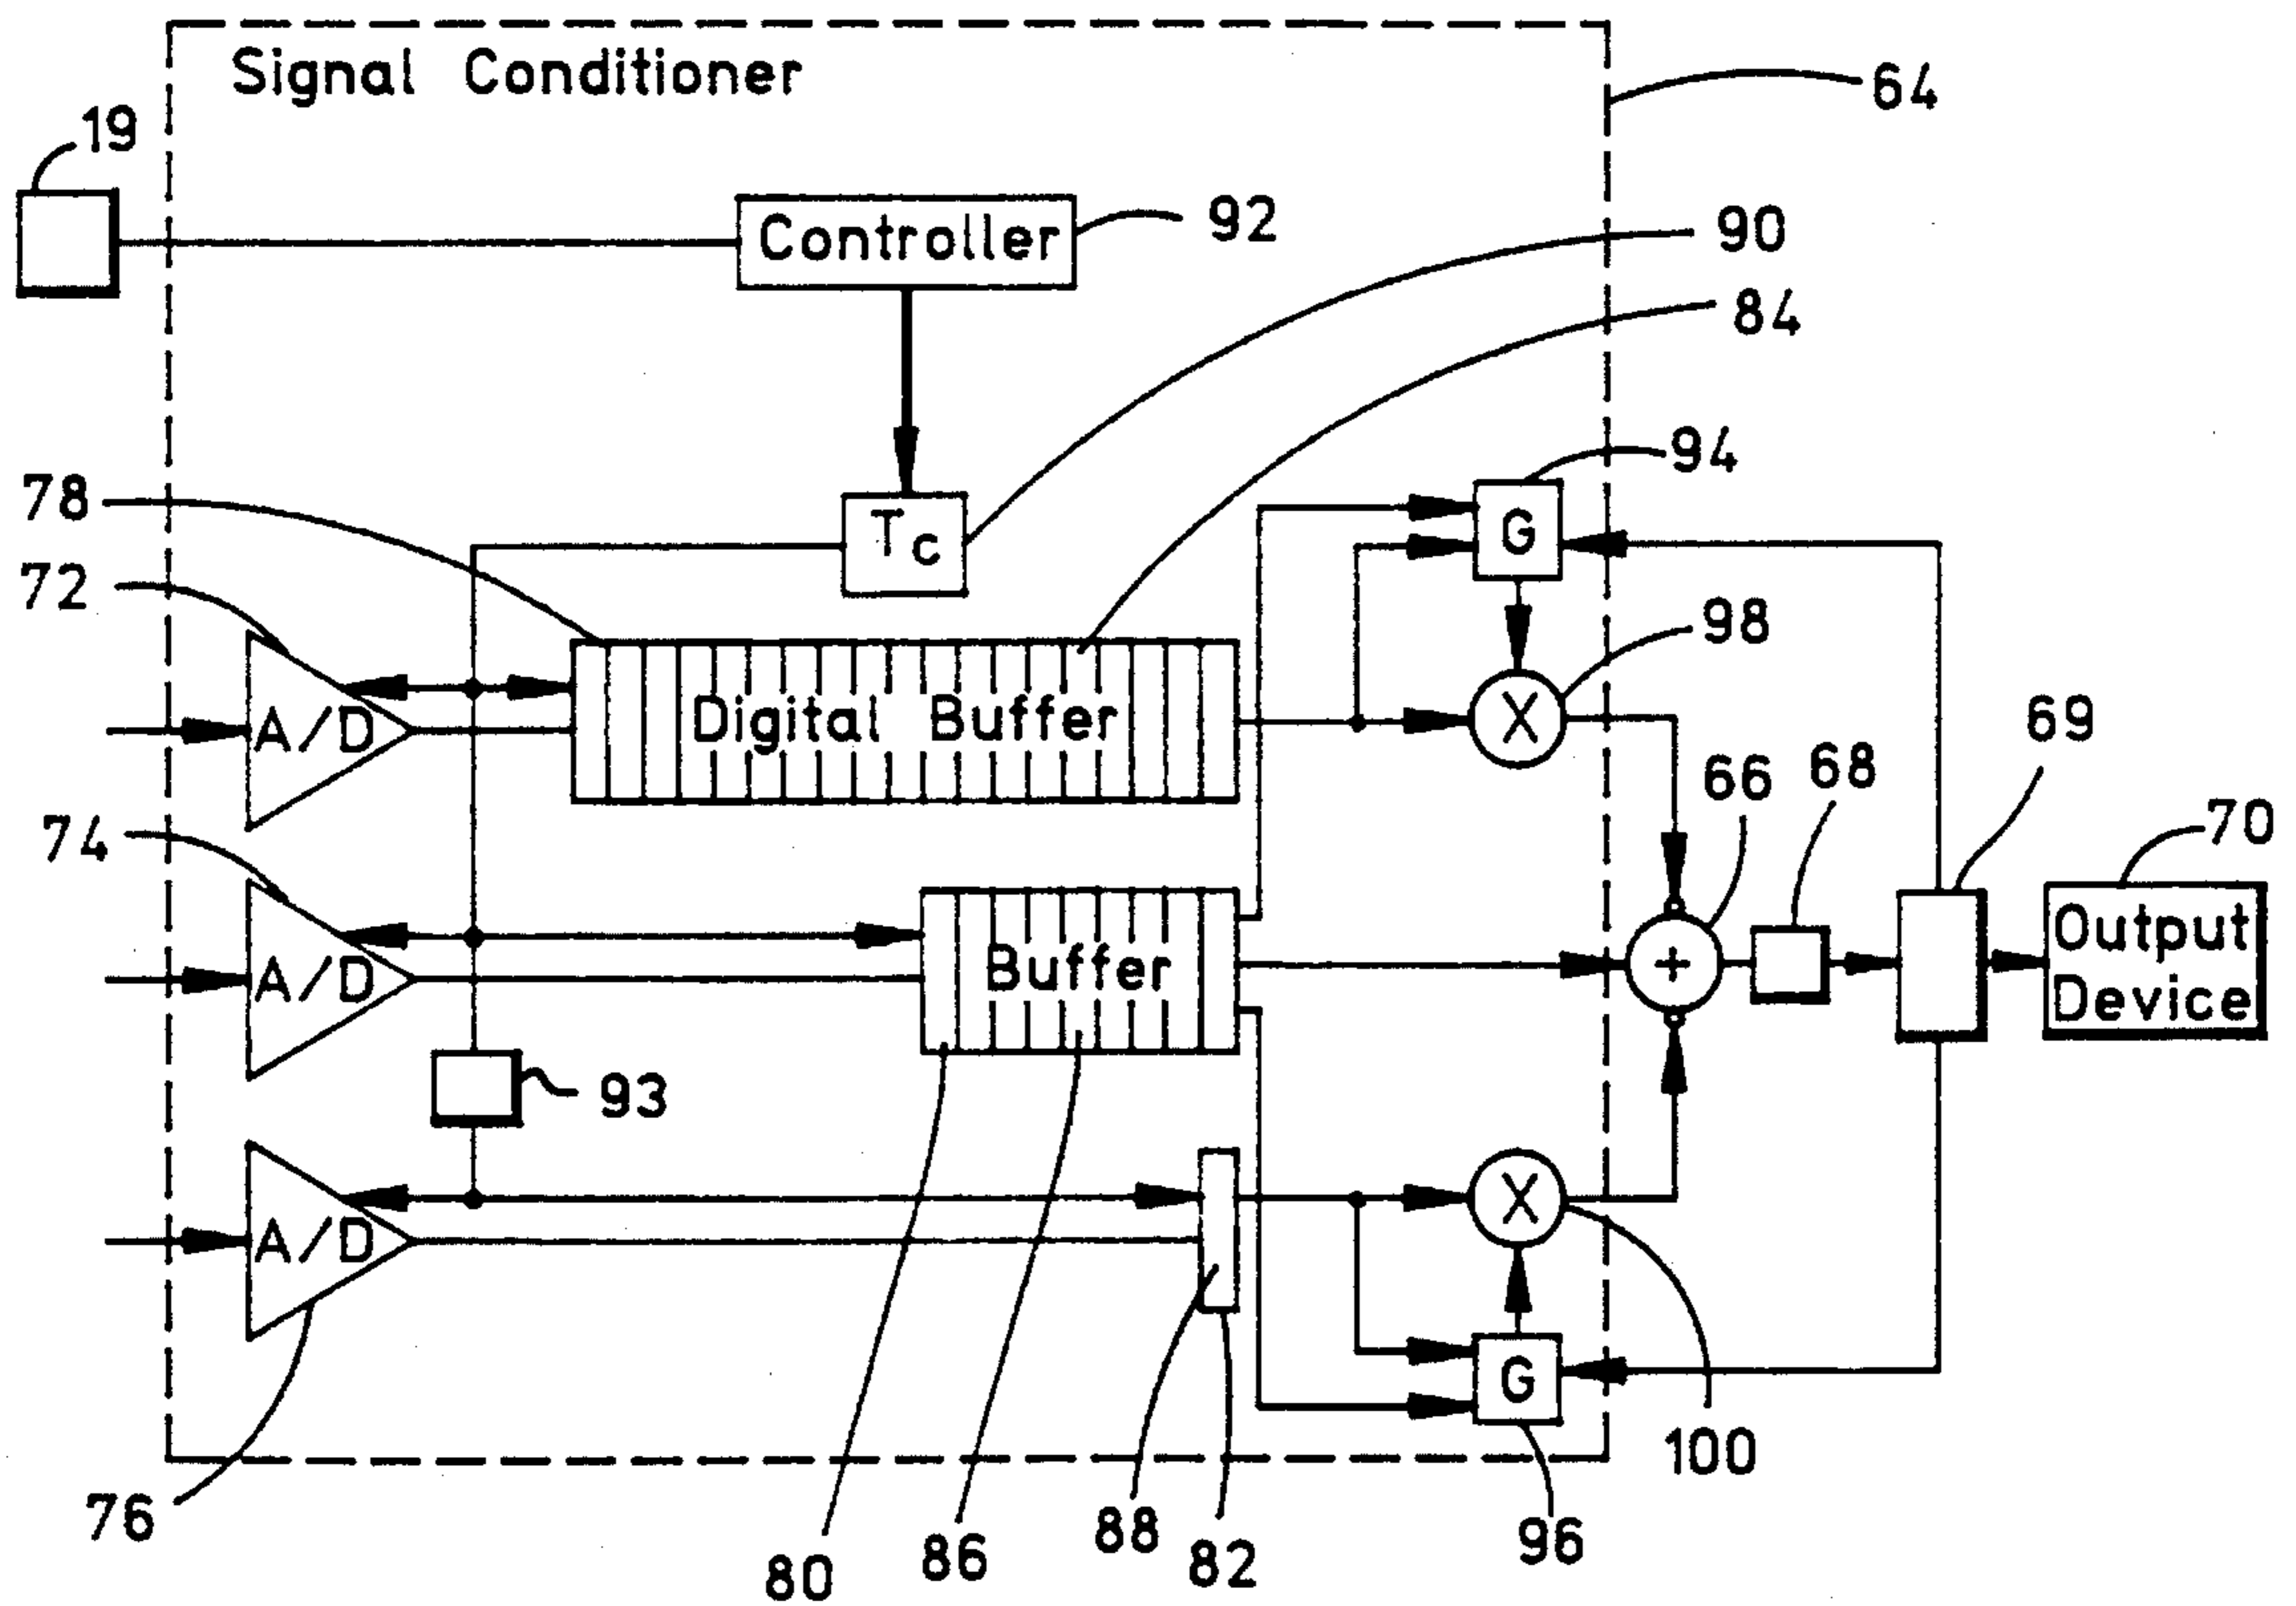 Signal Conditioner
64
19
Controller
92
90
84
94
78
Tc
G
72
98
A/D
Digital Buffer
X
69
66
68
70
74
Output
Device
A/D
Buffer
+
93
A/D
X
G
100
76
88
96
86
82
80